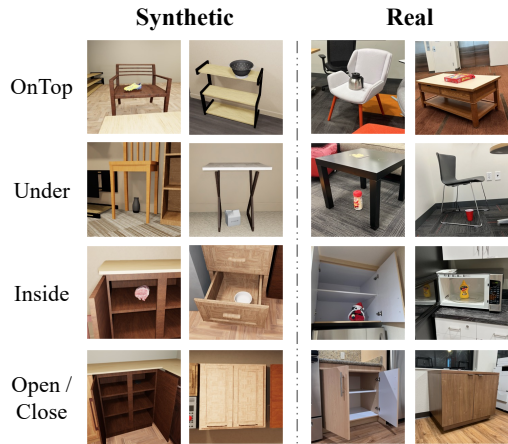 Synthetic Real
OnTop
Under
Inside
Open /
Close